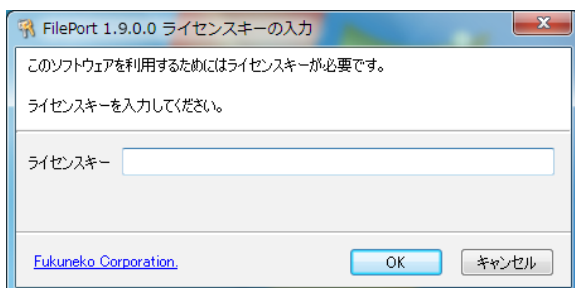 FilePort 1.9.0.0 ライセンスキーの入力
このソフトウェアを利用するためにはライセンスキーが必要です。
ライセンスキーを入力してください。
ライセンスキー
Fukuneko Corporation. OK キャンセル